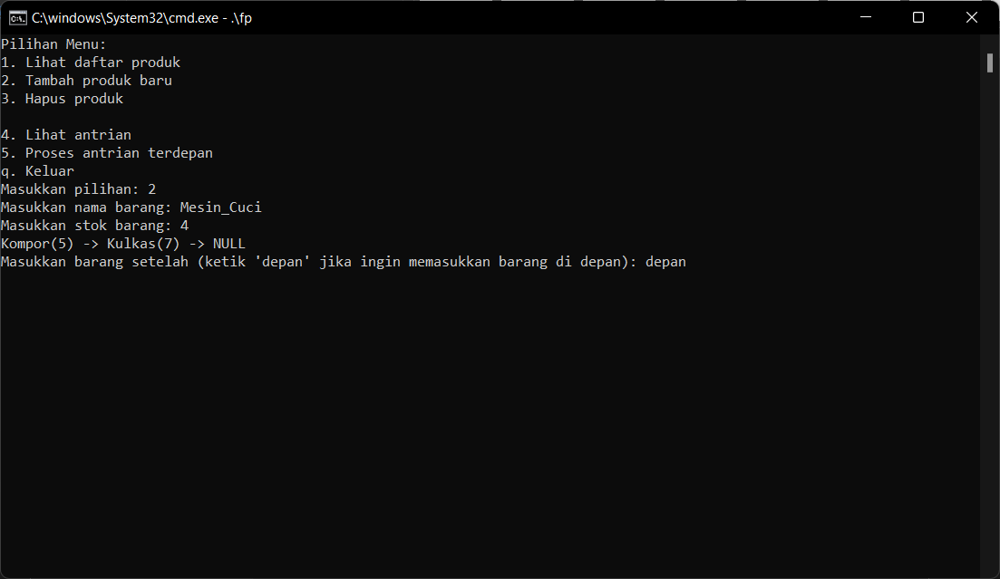 C:\windows\System32\cmd.exe - .\fp
Pilihan Menu:
1. Lihat daftar produk
2. Tambah produk baru
3. Hapus produk
4. Lihat antrian
5. Proses antrian terdepan
q. Keluar
Masukkan pilihan: 2
Masukkan nama barang: Mesin_Cuci
Masukkan stok barang: 4
Kompor(5) -> Kulkas(7) -> NULL
Masukkan barang setelah (ketik 'depan' jika ingin memasukkan barang di depan): depan